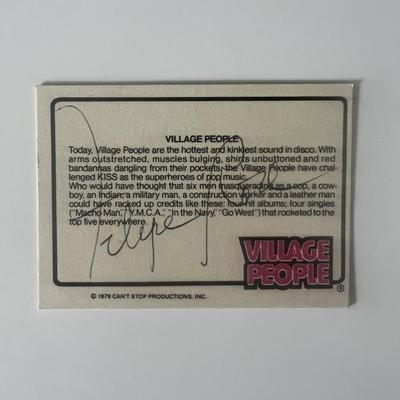 VILLAGE PEOPLE
Today, Village People are the hottest and kinkiest sound in disco. With
arms outstretched, muscles bulging, shirts unbuttoned and red
bandannas dangling from their pockets, the Village People have chal-
lenged KISS as the superheroes of pop music.
Who would have thought that six men masquerading as a cop, a cow-
boy, an Indian, a military man, a construction worker and a leather man
could have racked up credits like these: four hit albums; four singles
("Macho Man," "Y.M.C.A.," "In the Navy," "Go West") that rocketed to the
top five everywhere.
Felipe Rose
VILLAGE
PEOPLE
© 1979 CAN'T STOP PRODUCTIONS, INC.
®